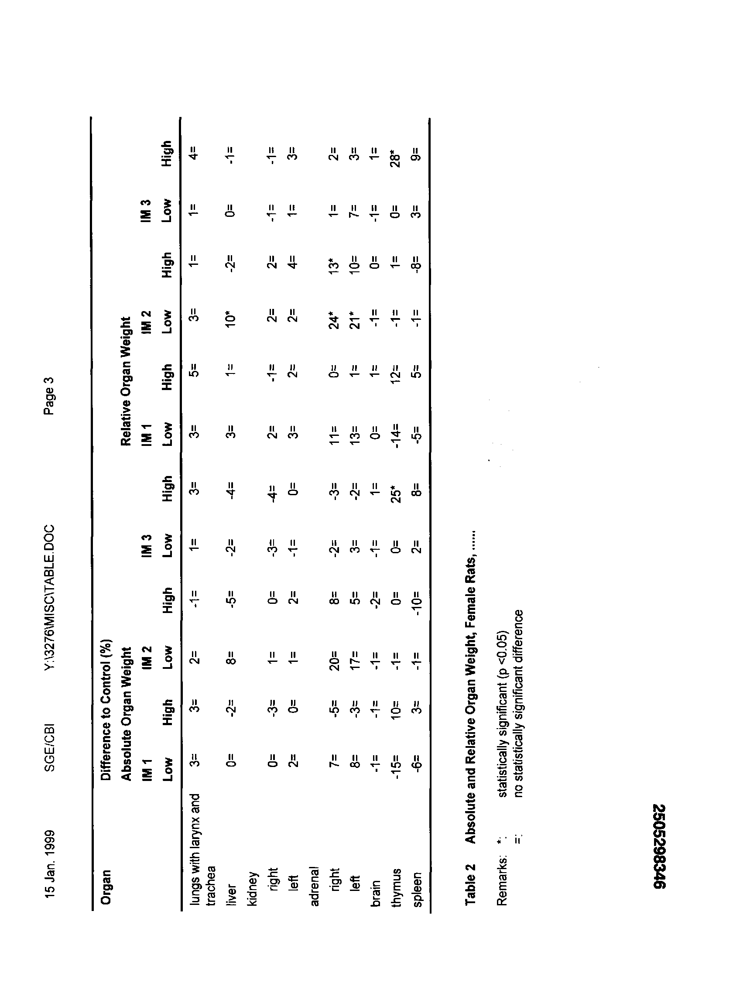 15 Jan. 1999 SGE/CBI Y:\3276\MISC\TABLE.DOC Page 3
Organ Difference to Control (%)
Absolute Organ Weight Relative Organ Weight
IM 1 IM 2 IM 3 IM 1 IM 2 IM 3
Low High Low High Low High Low High Low High Low High
lungs with larynx and trachea 3= 3= 2= -1= 1= 3= 3= 5= 3= 1= 1= 4=
liver 0= -2= 8= -5= -2= -4= 3= 1= 10* -2= 0= -1=
kidney
right 0= -3= 1= 0= -3= -4= 2= -1= 2= 2= -1= -1=
left 2= 0= 1= 2= -1= 0= 3= 2= 2= 4= 1= 3=
adrenal
right 7= -5= 20= 8= -2= -3= 11= 0= 24* 13* 1= 2=
left 8= -3= 17= 5= 3= -2= 13= 1= 21* 10= 7= 3=
brain -1= -1= -1= -2= -1= 1= 0= 1= -1= 0= -1= 1=
thymus -15= 10= -1= 0= 0= 25* -14= 12= -1= 1= 0= 28*
spleen -6= 3= -1= -10= 2= 8= -5= 5= -1= -8= 3= 9=
Table 2 Absolute and Relative Organ Weight, Female Rats, ......
Remarks: *: statistically significant (p <0.05)
=: no statistically significant difference
2505298346